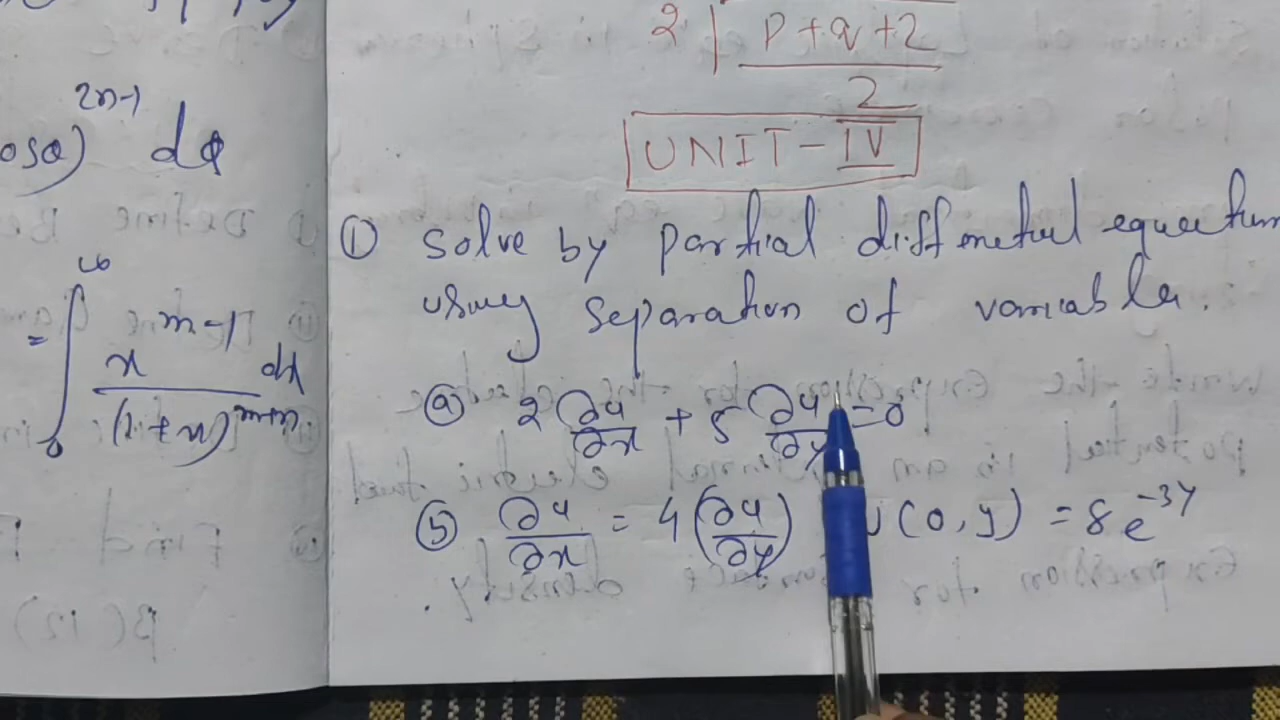 2n-1
osθ) dθ
∞
= ∫ x^{m-1} dx
(1+x)^{m+n}
0
2 √ p+q+2
2
UNIT-IV
① Solve by partial differential equation
using separation of variable.
ⓐ 2 ∂u/∂x + 5 ∂u/∂y = 0
ⓑ ∂u/∂x = 4 (∂u/∂y) U(0,y) = 8e^{-3y}